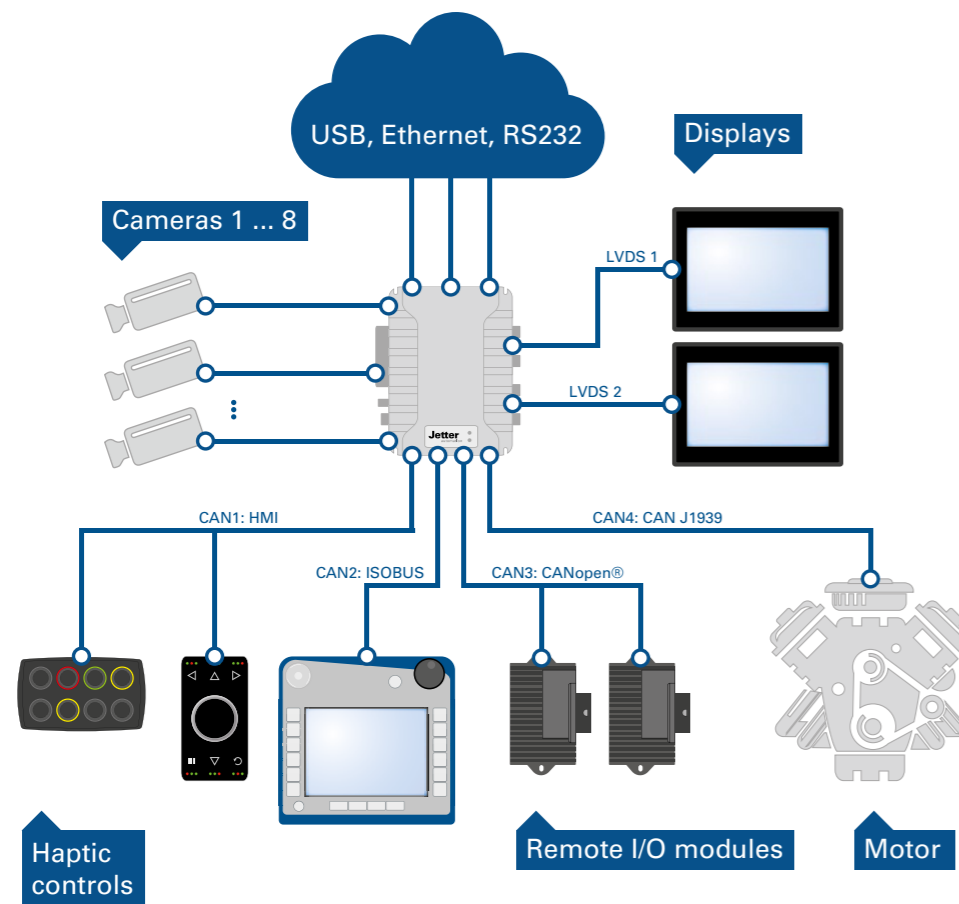 USB, Ethernet, RS232
Displays
Cameras 1 ... 8
LVDS 1
LVDS 2
Jetter
CAN1: HMI
CAN4: CAN J1939
CAN2: ISOBUS
CAN3: CANopen®
Haptic
controls
Remote I/O modules
Motor